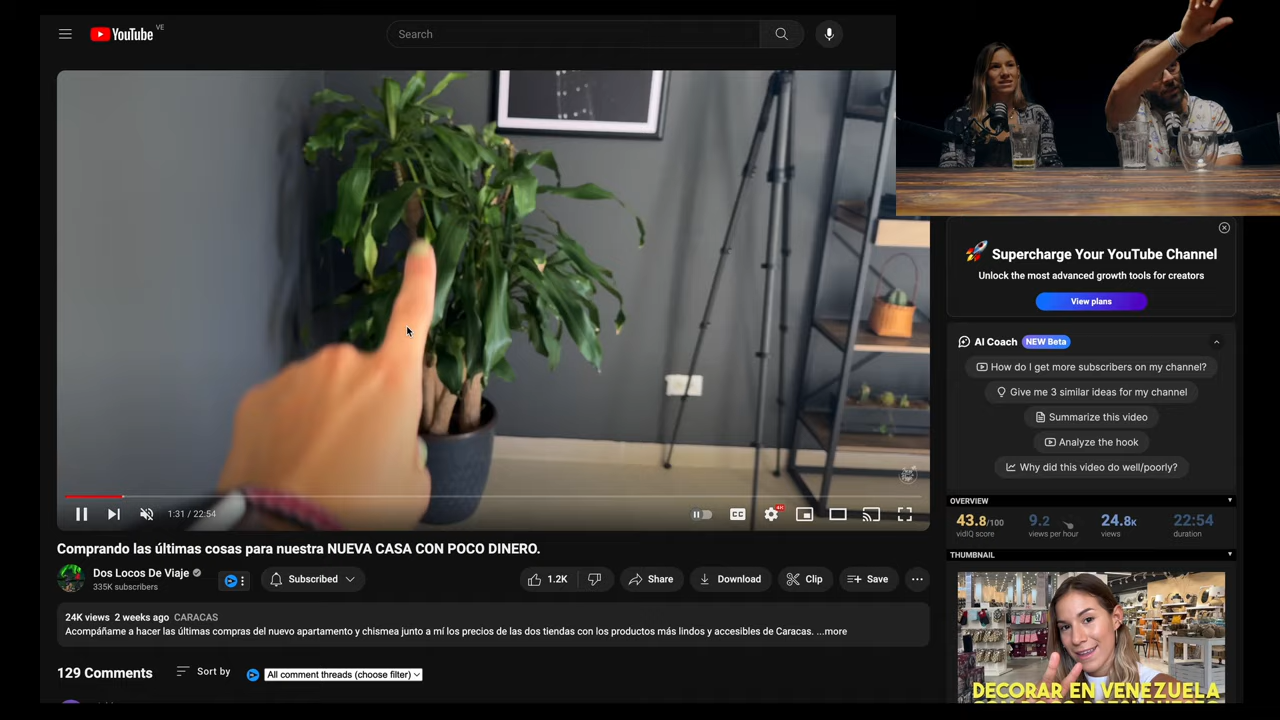 YouTube VE
Search
1:31 / 22:54
CC
4K
Comprando las últimas cosas para nuestra NUEVA CASA CON POCO DINERO.
Dos Locos De Viaje
335K subscribers
Subscribed
1.2K
Share
Download
Clip
Save
24K views 2 weeks ago CARACAS
Acompáñame a hacer las últimas compras del nuevo apartamento y chismea junto a mí los precios de las dos tiendas con los productos más lindos y accesibles de Caracas. ...more
129 Comments
Sort by
All comment threads (choose filter)
Supercharge Your YouTube Channel
Unlock the most advanced growth tools for creators
View plans
AI Coach NEW Beta
How do I get more subscribers on my channel?
Give me 3 similar ideas for my channel
Summarize this video
Analyze the hook
Why did this video do well/poorly?
OVERVIEW
43.8/100 9.2 24.8K 22:54
vidIQ score views per hour views duration
THUMBNAIL
DECORAR EN VENEZUELA